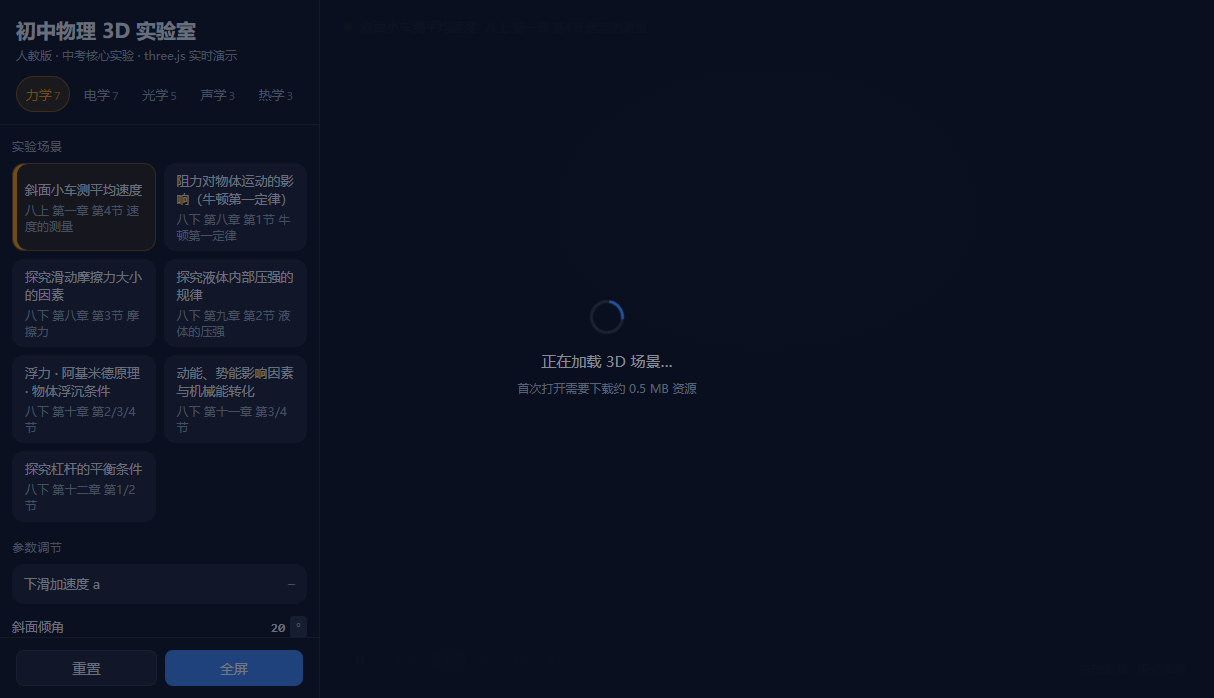 初中物理 3D 实验室
人教版 · 中考核心实验 · three.js 实时演示
力学 7 电学 7 光学 5 声学 3 热学 3
实验场景
斜面小车测平均速度
八上 第一章 第4节 速
度的测量
阻力对物体运动的影
响（牛顿第一定律）
八下 第八章 第1节 牛
顿第一定律
探究滑动摩擦力大小
的因素
八下 第八章 第3节 摩
擦力
探究液体内部压强的
规律
八下 第九章 第2节 液
体的压强
浮力 · 阿基米德原理
· 物体浮沉条件
八下 第十章 第2/3/4
节
动能、势能影响因素
与机械能转化
八下 第十一章 第3/4
节
探究杠杆的平衡条件
八下 第十二章 第1/2
节
参数调节
下滑加速度 a –
斜面倾角 20 °
重置
全屏
正在加载 3D 场景...
首次打开需要下载约 0.5 MB 资源